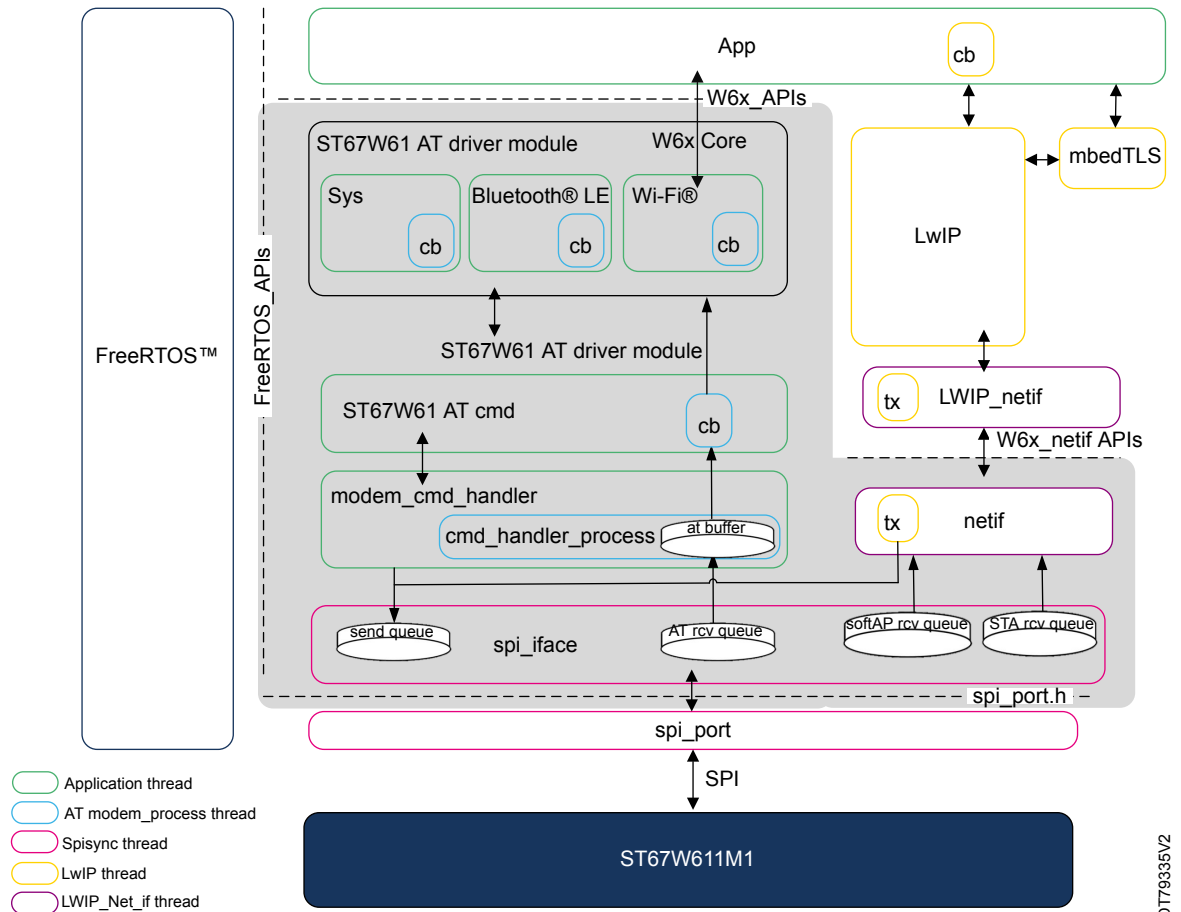 App
cb
W6x_APIs
ST67W61 AT driver module
W6x Core
mbedTLS
Sys
Bluetooth® LE
Wi-Fi®
cb
cb
cb
LwIP
FreeRTOS_APIs
FreeRTOS™
ST67W61 AT driver module
ST67W61 AT cmd
cb
tx
LWIP_netif
W6x_netif APIs
modem_cmd_handler
cmd_handler_process
at buffer
tx
netif
send queue
spi_iface
AT rcv queue
softAP rcv queue
STA rcv queue
spi_port.h
spi_port
SPI
Application thread
AT modem_process thread
Spisync thread
LwIP thread
LWIP_Net_if thread
ST67W611M1
DT79335V2